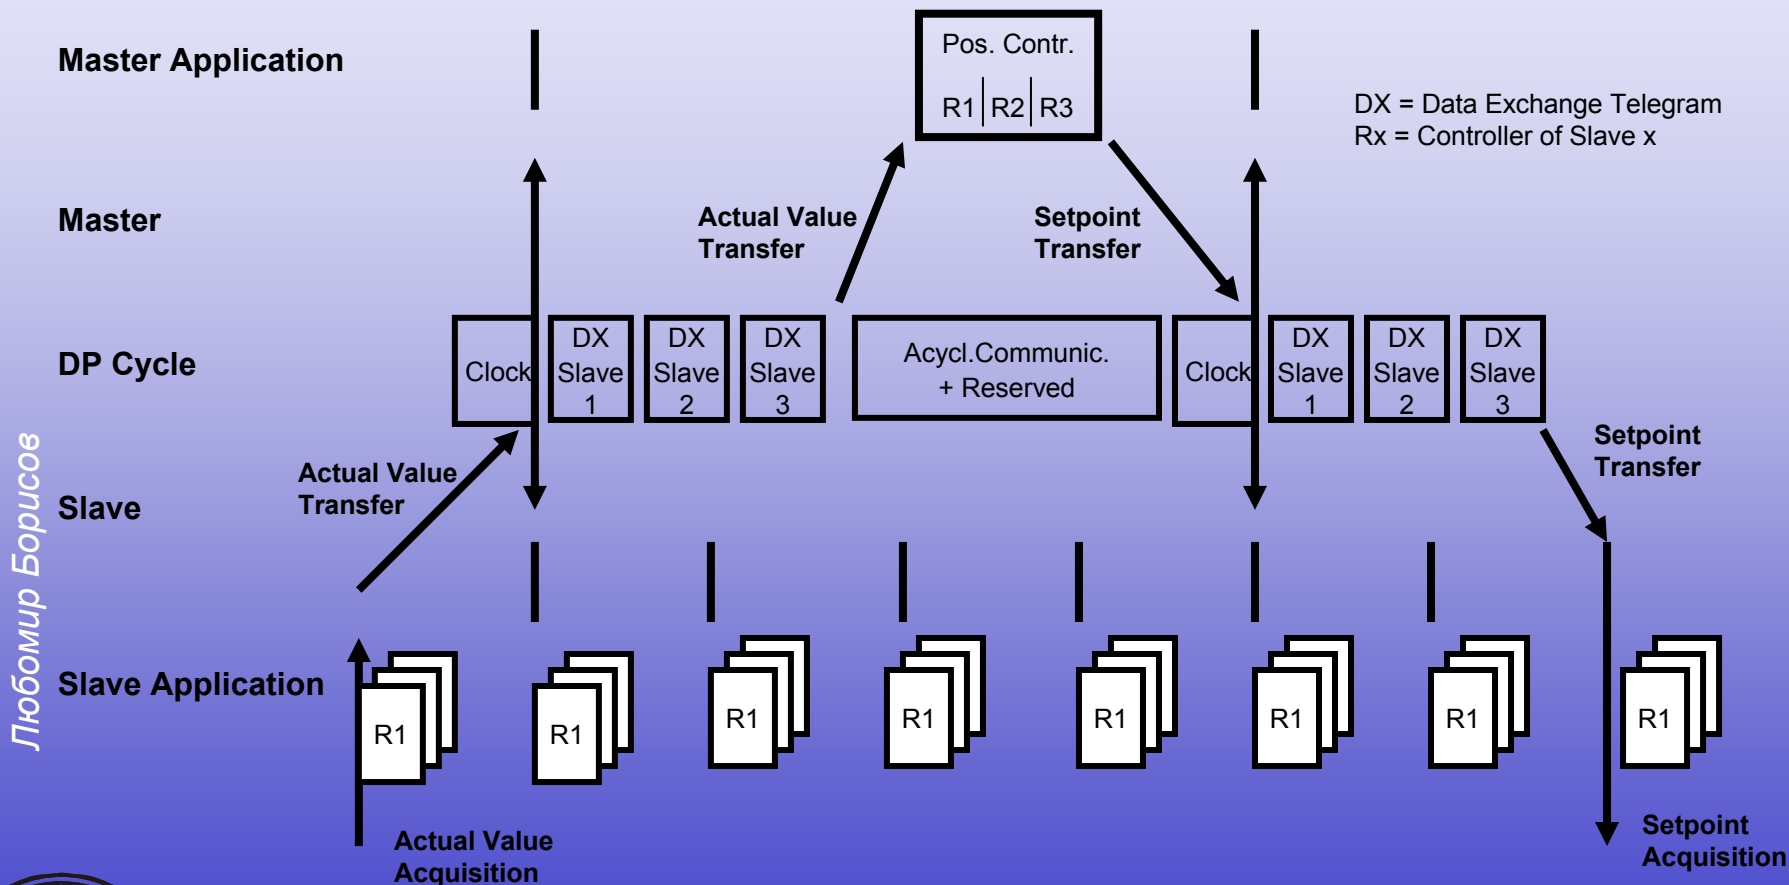 Master Application
Pos. Contr.
R1 R2 R3
DX = Data Exchange Telegram
Rx = Controller of Slave x
Master
Actual Value
Transfer
Setpoint
Transfer
DP Cycle
Clock
DX
Slave
1
DX
Slave
2
DX
Slave
3
Acycl.Communic.
+ Reserved
Clock
DX
Slave
1
DX
Slave
2
DX
Slave
3
Actual Value
Transfer
Setpoint
Transfer
Slave
Slave Application
R1
R1
R1
R1
R1
R1
R1
R1
Actual Value
Acquisition
Setpoint
Acquisition
Любомир Борисов